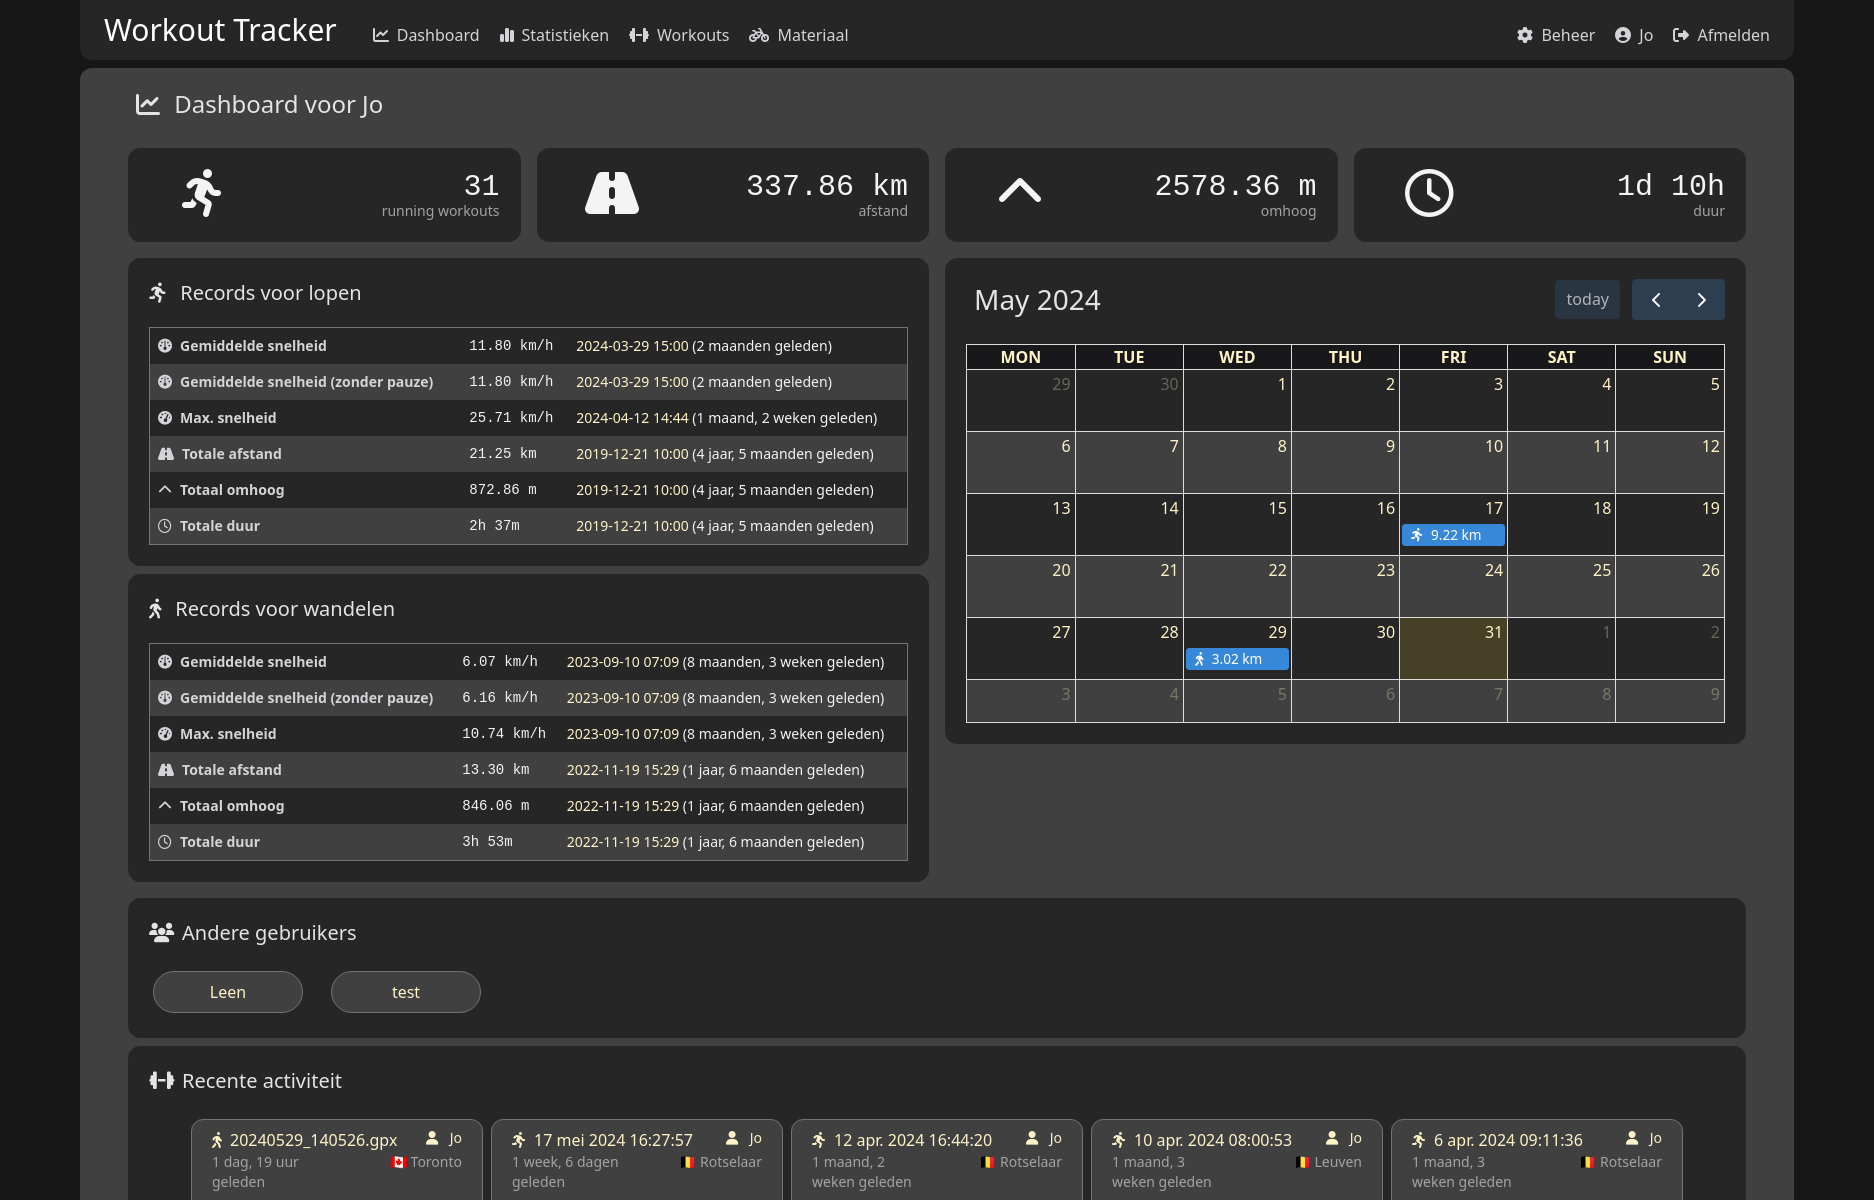 Workout Tracker Dashboard Statistieken Workouts Materiaal Beheer Jo Afmelden
Dashboard voor Jo
31
running workouts
337.86 km
afstand
2578.36 m
omhoog
1d 10h
duur
Records voor lopen
Gemiddelde snelheid 11.80 km/h 2024-03-29 15:00 (2 maanden geleden)
Gemiddelde snelheid (zonder pauze) 11.80 km/h 2024-03-29 15:00 (2 maanden geleden)
Max. snelheid 25.71 km/h 2024-04-12 14:44 (1 maand, 2 weken geleden)
Totale afstand 21.25 km 2019-12-21 10:00 (4 jaar, 5 maanden geleden)
Totaal omhoog 872.86 m 2019-12-21 10:00 (4 jaar, 5 maanden geleden)
Totale duur 2h 37m 2019-12-21 10:00 (4 jaar, 5 maanden geleden)
Records voor wandelen
Gemiddelde snelheid 6.07 km/h 2023-09-10 07:09 (8 maanden, 3 weken geleden)
Gemiddelde snelheid (zonder pauze) 6.16 km/h 2023-09-10 07:09 (8 maanden, 3 weken geleden)
Max. snelheid 10.74 km/h 2023-09-10 07:09 (8 maanden, 3 weken geleden)
Totale afstand 13.30 km 2022-11-19 15:29 (1 jaar, 6 maanden geleden)
Totaal omhoog 846.06 m 2022-11-19 15:29 (1 jaar, 6 maanden geleden)
Totale duur 3h 53m 2022-11-19 15:29 (1 jaar, 6 maanden geleden)
May 2024 today
MON TUE WED THU FRI SAT SUN
29 30 1 2 3 4 5
6 7 8 9 10 11 12
13 14 15 16 17 18 19
9.22 km
20 21 22 23 24 25 26
27 28 29 30 31 1 2
3.02 km
3 4 5 6 7 8 9
Andere gebruikers
Leen test
Recente activiteit
20240529_140526.gpx Jo
1 dag, 19 uur geleden Toronto
17 mei 2024 16:27:57 Jo
1 week, 6 dagen geleden Rotselaar
12 apr. 2024 16:44:20 Jo
1 maand, 2 weken geleden Rotselaar
10 apr. 2024 08:00:53 Jo
1 maand, 3 weken geleden Leuven
6 apr. 2024 09:11:36 Jo
1 maand, 3 weken geleden Rotselaar